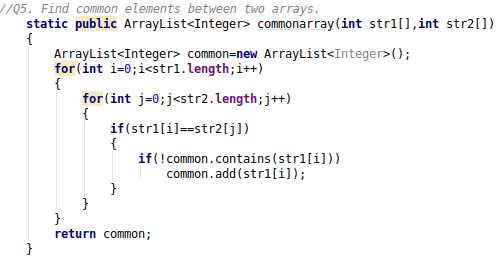 //Q5. Find common elements between two arrays.
static public ArrayList<Integer> commonarray(int str1[],int str2[])
{
ArrayList<Integer> common=new ArrayList<Integer>();
for(int i=0;i<str1.length;i++)
{
for(int j=0;j<str2.length;j++)
{
if(str1[i]==str2[j])
{
if(!common.contains(str1[i]))
common.add(str1[i]);
}
}
}
return common;
}